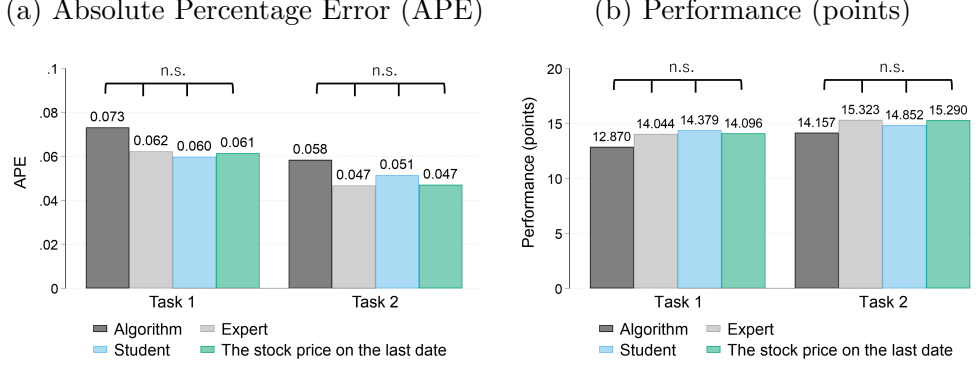 (a) Absolute Percentage Error (APE)
n.s.
n.s.
.1
.08
.06
.04
.02
0
APE
0.073
0.062
0.060
0.061
0.058
0.047
0.051
0.047
Task 1
Task 2
Algorithm
Expert
Student
The stock price on the last date
(b) Performance (points)
n.s.
n.s.
20
15
10
5
0
Performance (points)
12.870
14.044
14.379
14.096
14.157
15.323
14.852
15.290
Task 1
Task 2
Algorithm
Expert
Student
The stock price on the last date